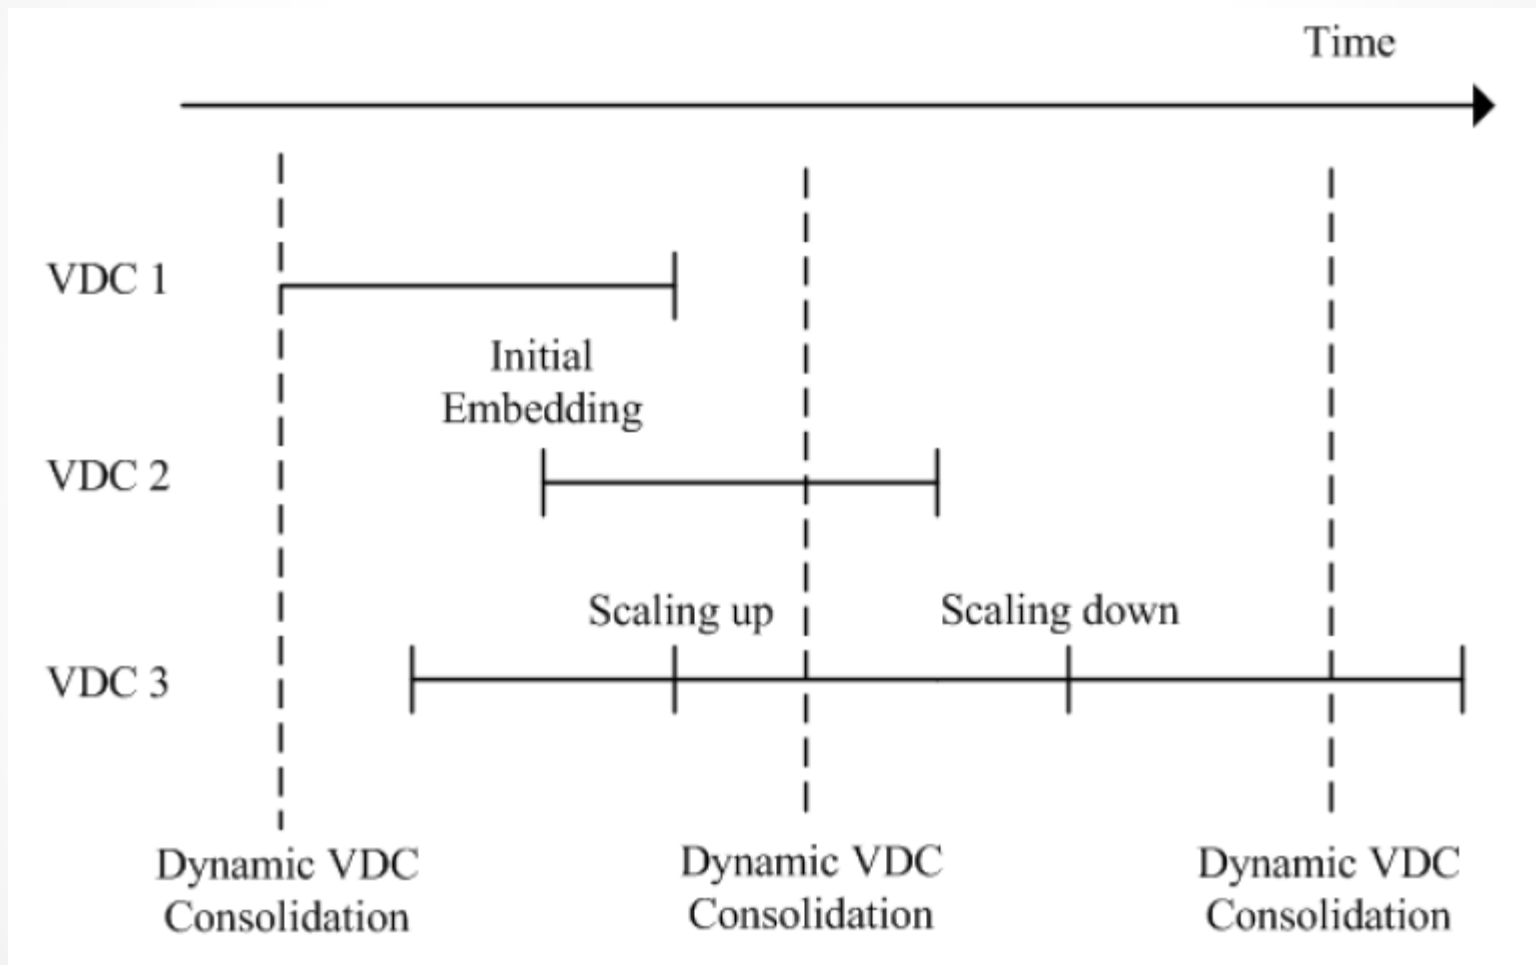 Time
VDC 1
Initial
Embedding
VDC 2
Scaling up
Scaling down
VDC 3
Dynamic VDC
Consolidation
Dynamic VDC
Consolidation
Dynamic VDC
Consolidation